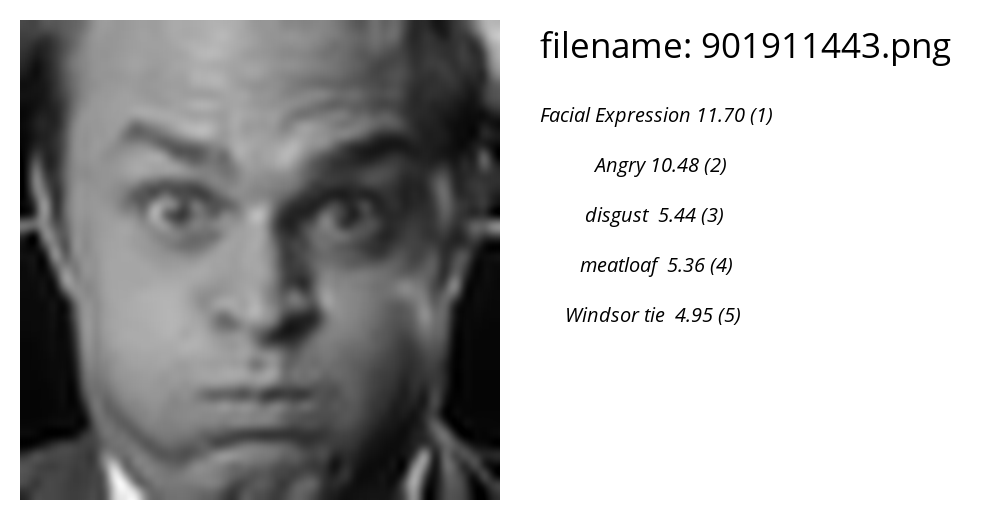 filename: 901911443.png
Facial Expression 11.70 (1)
Angry 10.48 (2)
disgust 5.44 (3)
meatloaf 5.36 (4)
Windsor tie 4.95 (5)